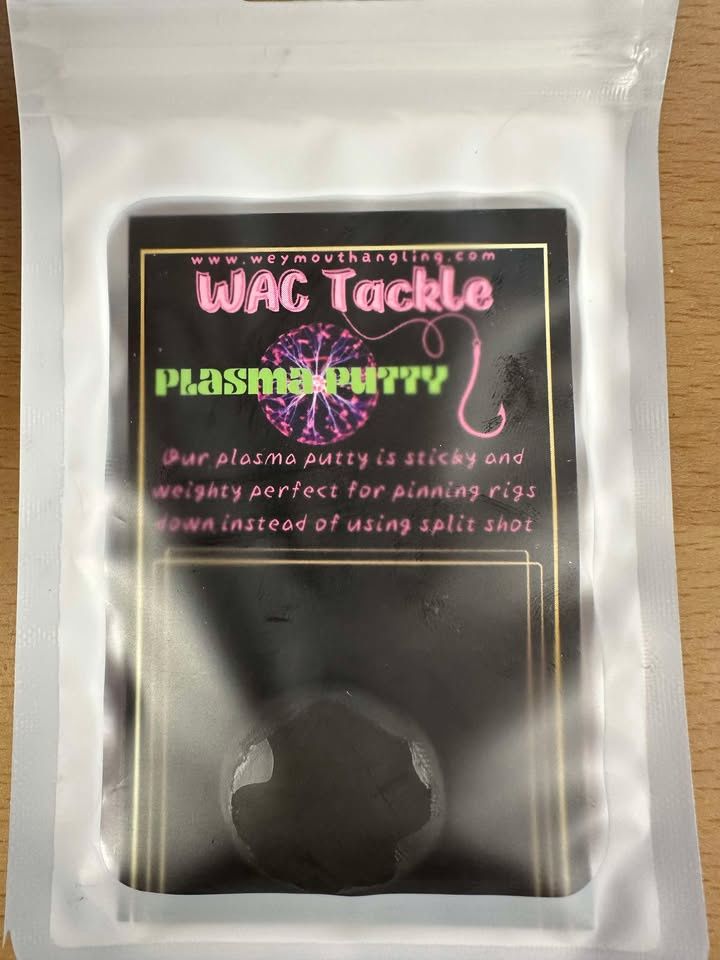 www.weymouthangling.com
WAC Tackle
PLASMA PUTTY
Our plasma putty is sticky and
weighty perfect for pinning rigs
down instead of using split shot